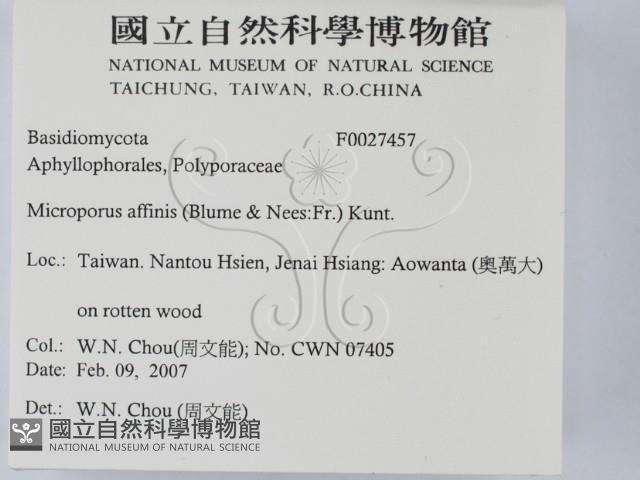 國立自然科學博物館
NATIONAL MUSEUM OF NATURAL SCIENCE
TAICHUNG, TAIWAN, R.O.CHINA
Basidiomycota F0027457
Aphyllophorales, Polyporaceae
Microporus affinis (Blume & Nees:Fr.) Kunt.
Loc.: Taiwan. Nantou Hsien, Jenai Hsiang: Aowanta (奧萬大)
on rotten wood
Col.: W.N. Chou(周文能); No. CWN 07405
Date: Feb. 09, 2007
Det.: W.N. Chou (周文能)
國立自然科學博物館
NATIONAL MUSEUM OF NATURAL SCIENCE